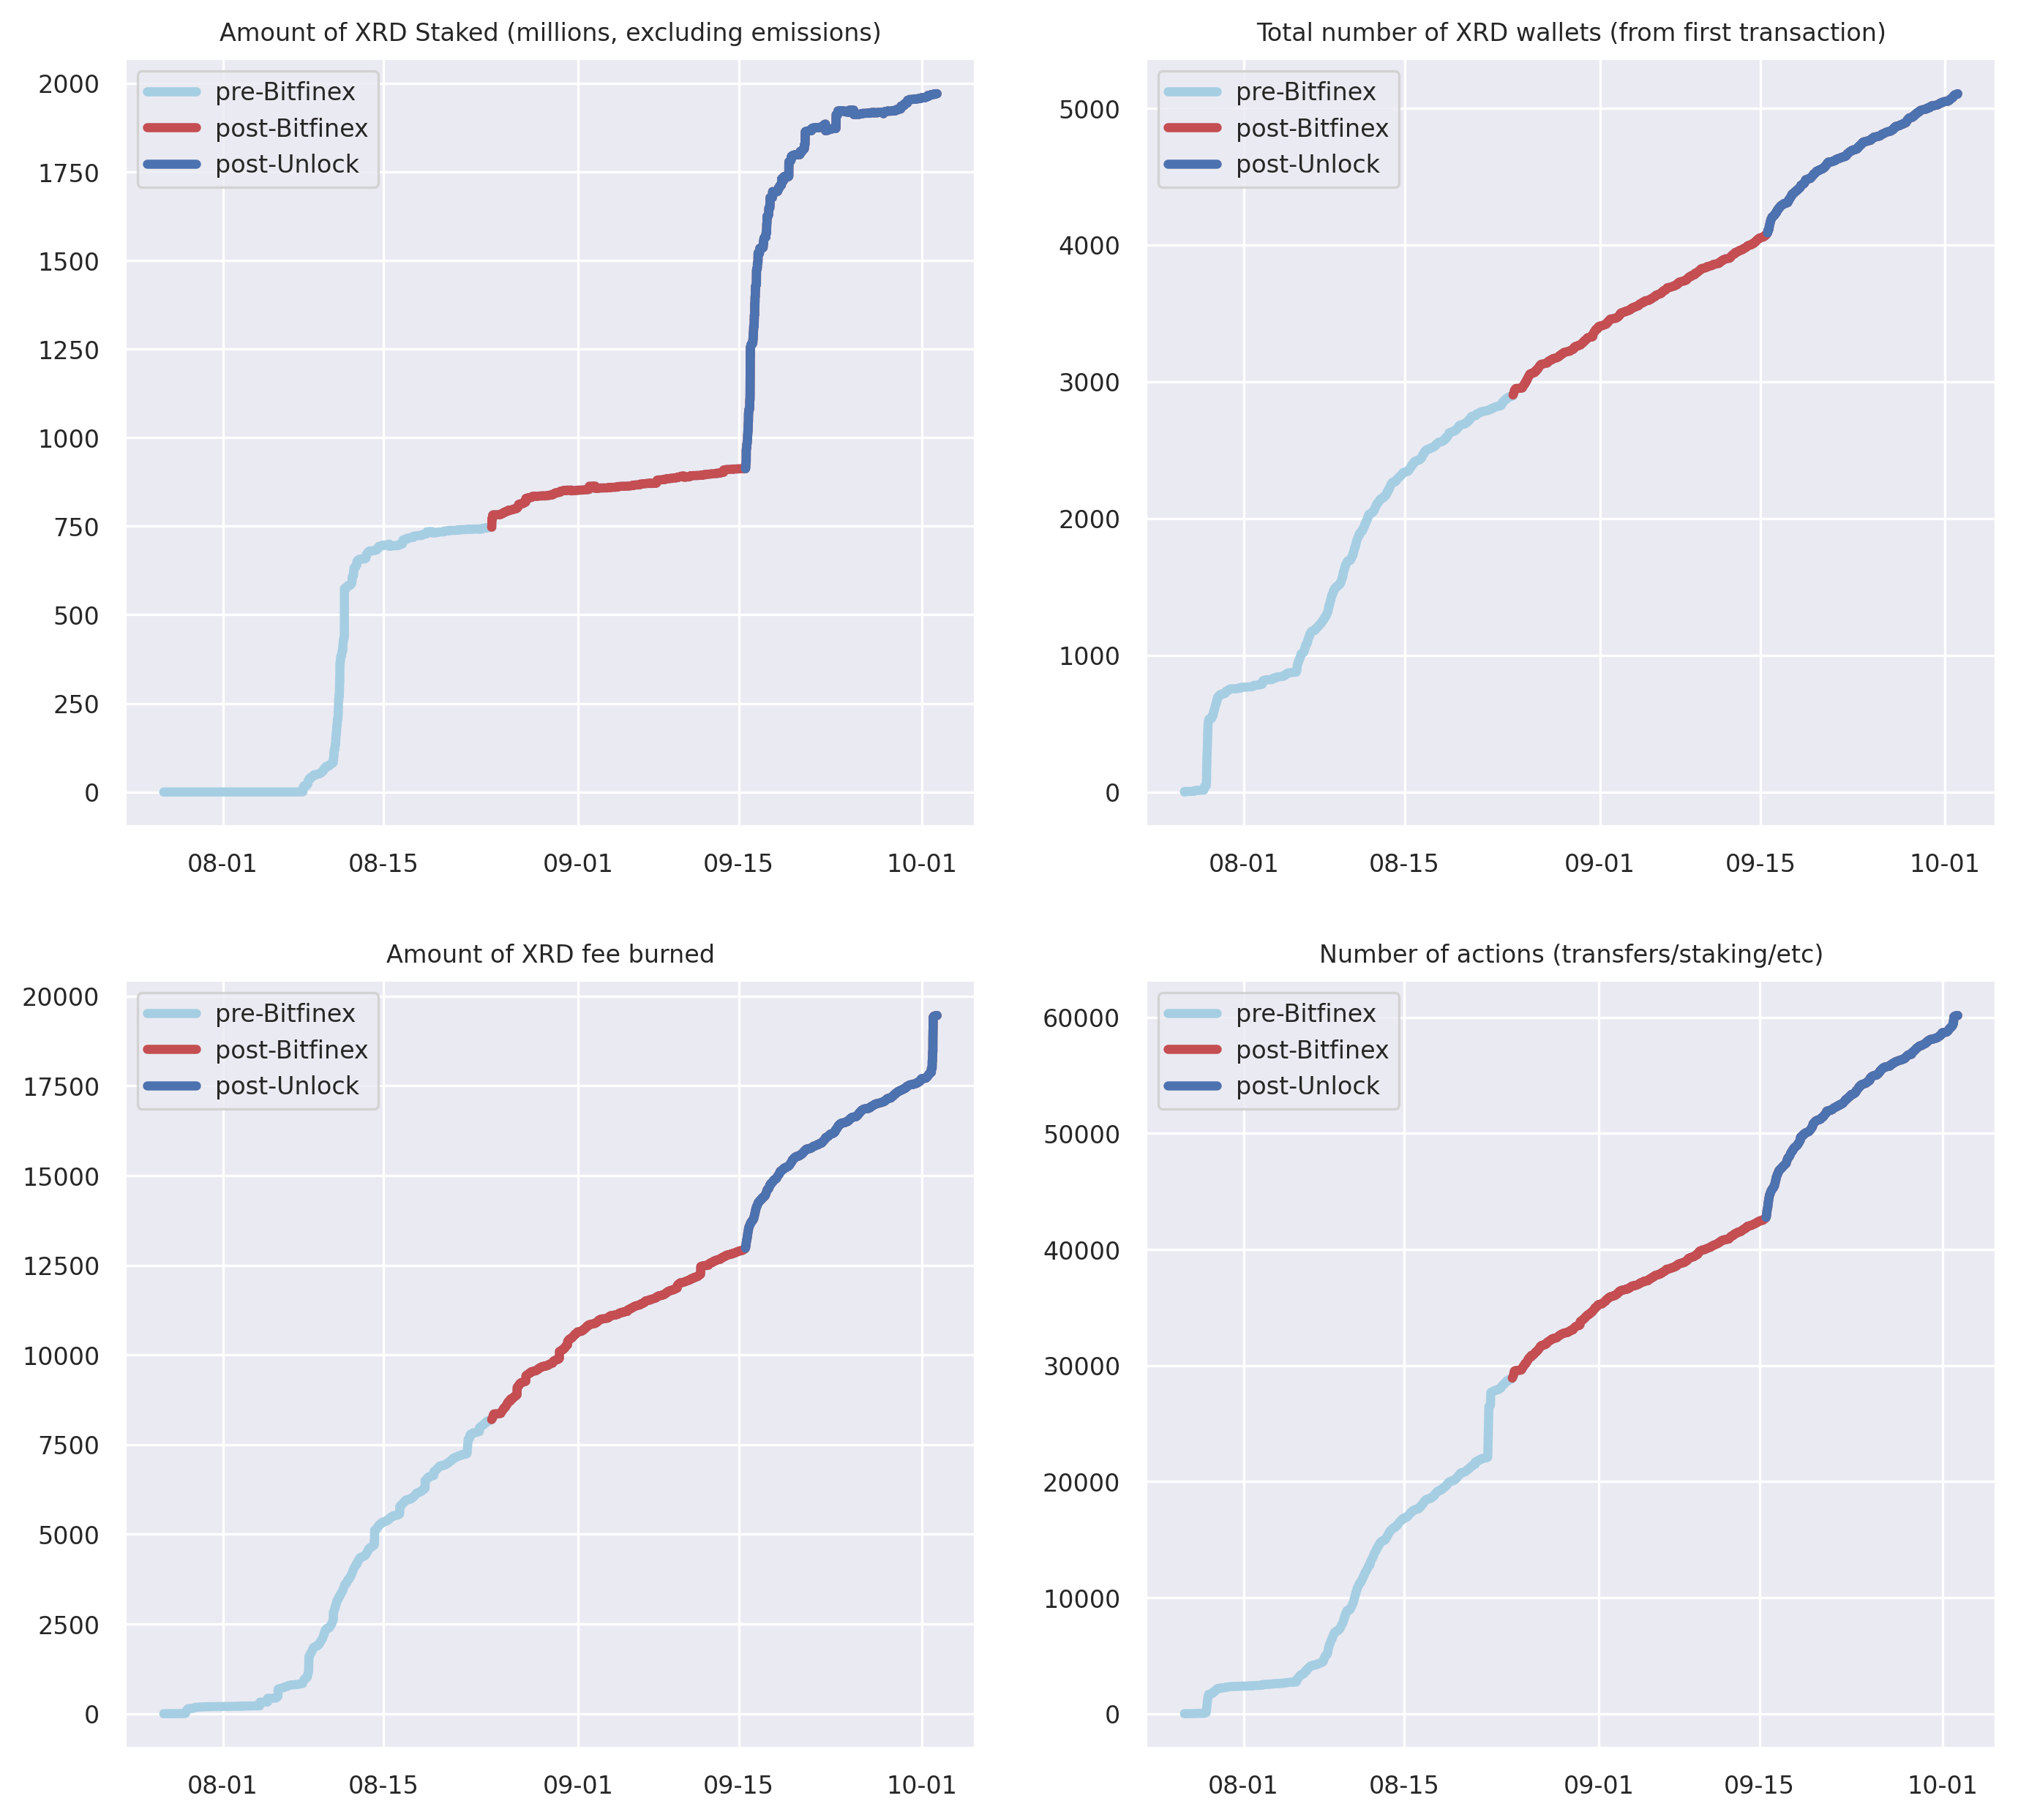 Amount of XRD Staked (millions, excluding emissions)
2000
1750
1500
1250
1000
750
500
250
0
pre-Bitfinex
post-Bitfinex
post-Unlock
08-01 08-15 09-01 09-15 10-01
Total number of XRD wallets (from first transaction)
5000
4000
3000
2000
1000
0
pre-Bitfinex
post-Bitfinex
post-Unlock
08-01 08-15 09-01 09-15 10-01
Amount of XRD fee burned
20000
17500
15000
12500
10000
7500
5000
2500
0
pre-Bitfinex
post-Bitfinex
post-Unlock
08-01 08-15 09-01 09-15 10-01
Number of actions (transfers/staking/etc)
60000
50000
40000
30000
20000
10000
0
pre-Bitfinex
post-Bitfinex
post-Unlock
08-01 08-15 09-01 09-15 10-01